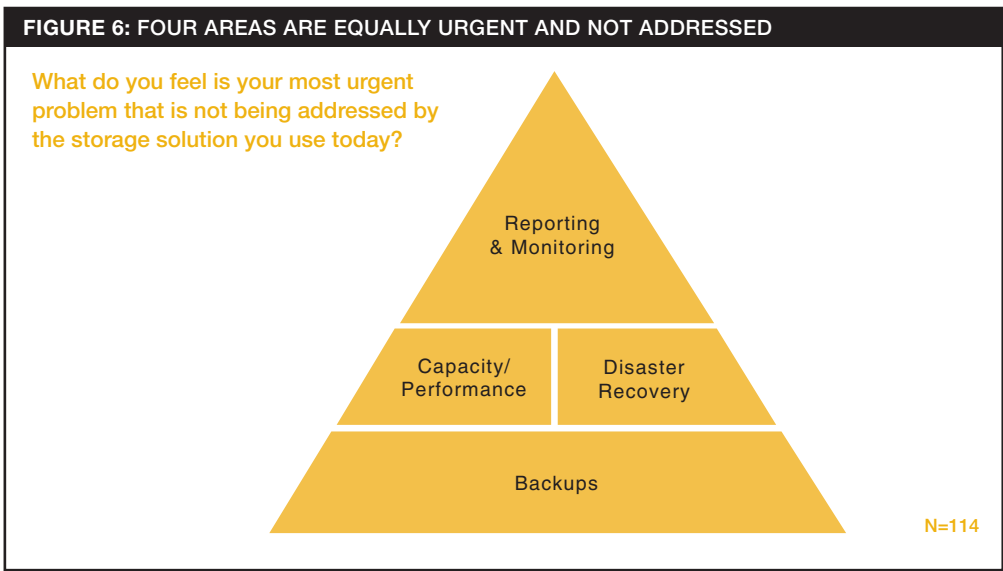 FIGURE 6: FOUR AREAS ARE EQUALLY URGENT AND NOT ADDRESSED
What do you feel is your most urgent
problem that is not being addressed by
the storage solution you use today?
Reporting
& Monitoring
Capacity/
Performance
Disaster
Recovery
Backups
N=114